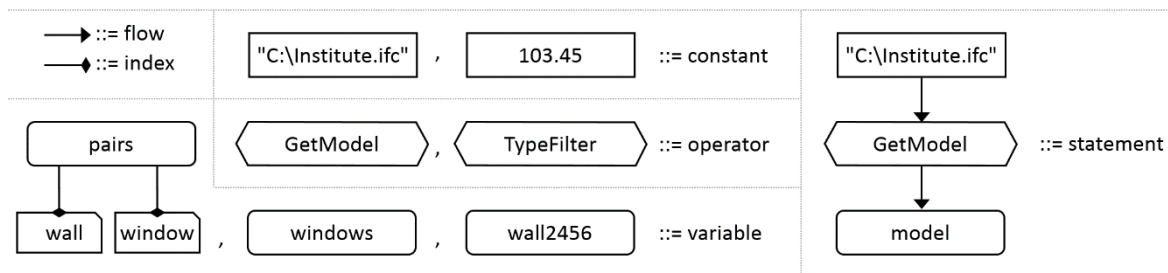 ::= flow
::= index
"C:\Institute.ifc" , 103.45 ::= constant
"C:\Institute.ifc"
pairs
GetModel , TypeFilter ::= operator
GetModel ::= statement
wall window , windows , wall2456 ::= variable
model